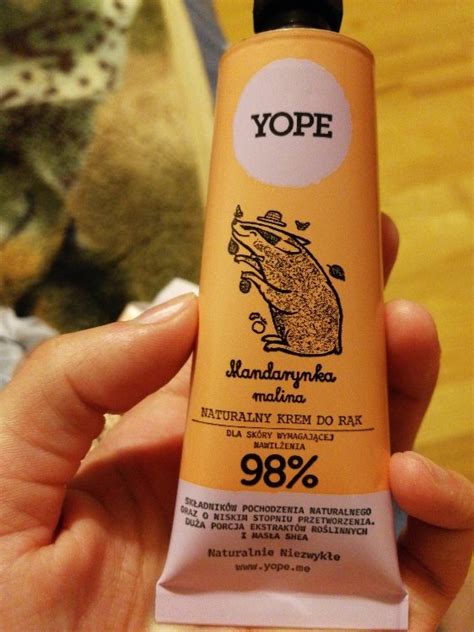 YOPE
Mandarynka
malina
NATURALNY KREM DO RĄK
DLA SKÓRY WYMAGAJĄCEJ
NAWILŻENIA
98%
SKŁADNIKÓW POCHODZENIA NATURALNEGO
ORAZ O NISKIM STOPNIU PRZETWORZENIA.
DUŻA PORCJA EKSTRAKTÓW ROŚLINNYCH
I MASŁA SHEA
Naturalnie Niezwykłe
www.yope.me